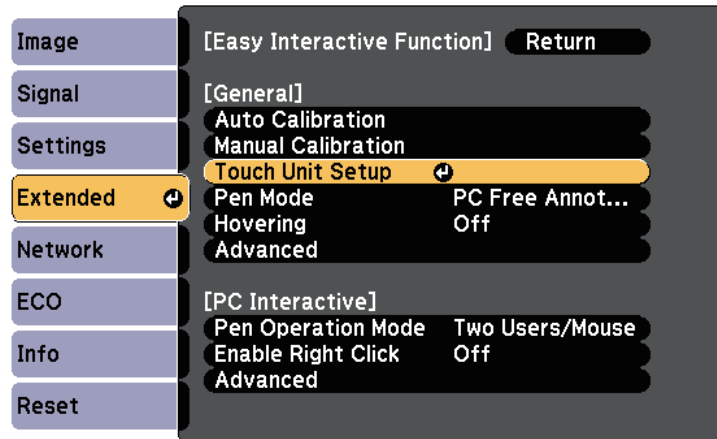 Image
Signal
Settings
Extended
Network
ECO
Info
Reset
[Easy Interactive Function] Return
[General]
Auto Calibration
Manual Calibration
Touch Unit Setup
Pen Mode PC Free Annot...
Hovering Off
Advanced
[PC Interactive]
Pen Operation Mode Two Users/Mouse
Enable Right Click Off
Advanced